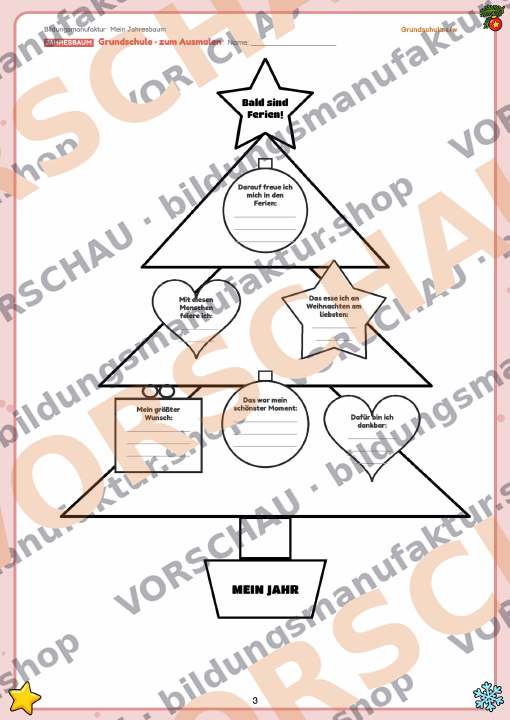 Bildungsmanufaktur · Mein Jahresbaum
JAHRESBAUM Grundschule · zum Ausmalen Name:
Bald sind
Ferien!
Darauf freue ich
mich in den
Ferien:
Mit diesen
Menschen
feiere ich:
Das esse ich an
Weihnachten am
liebsten:
Mein größter
Wunsch:
Das war mein
schönster Moment:
Dafür bin ich
dankbar:
MEIN JAHR
3
VORSCHAU · bildungsmanufaktur.shop